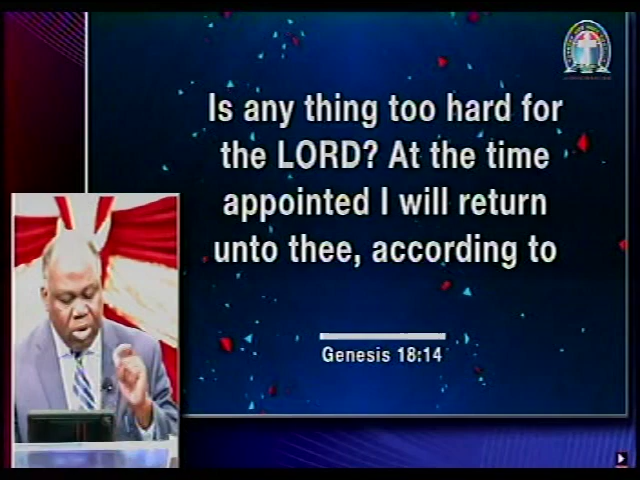 Is any thing too hard for
the LORD? At the time
appointed I will return
unto thee, according to
Genesis 18:14